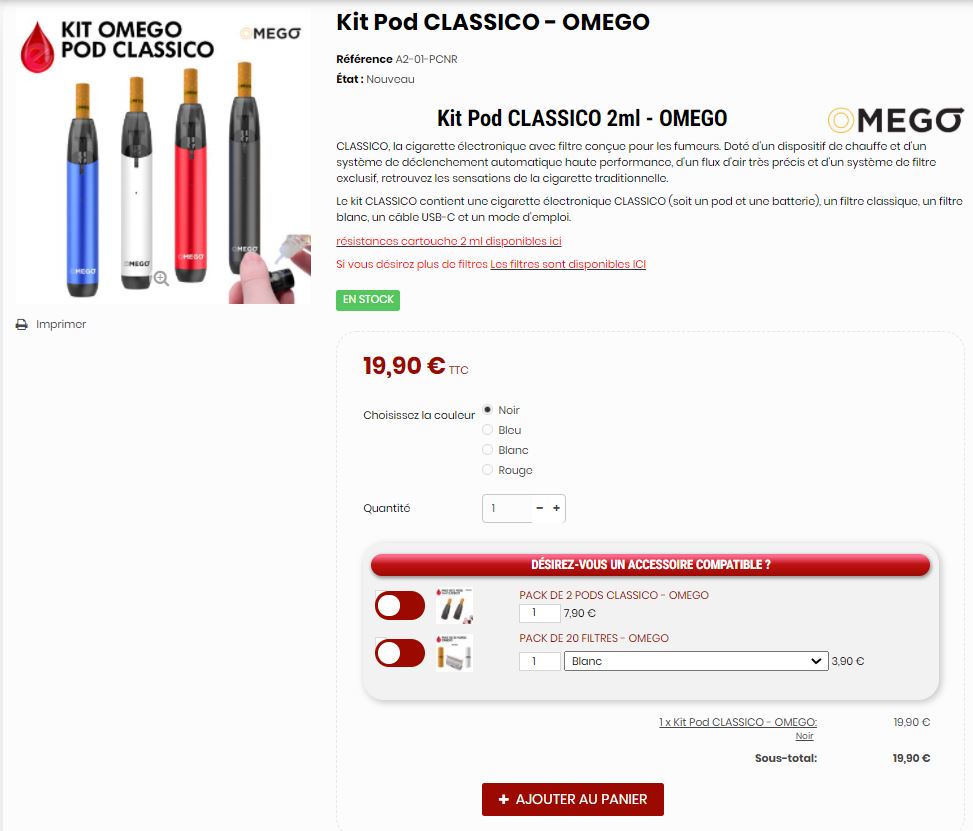 KIT OMEGO
POD CLASSICO
OMEGO
OMEGO
OMEGO
OMEGO
OMEGO
Imprimer
Kit Pod CLASSICO - OMEGO
Référence A2-01-PCNR
État : Nouveau
Kit Pod CLASSICO 2ml - OMEGO
OMEGO
CLASSICO, la cigarette électronique avec filtre conçue pour les fumeurs. Doté d'un dispositif de chauffe et d'un
système de déclenchement automatique haute performance, d'un flux d'air très précis et d'un système de filtre
exclusif, retrouvez les sensations de la cigarette traditionnelle.
Le kit CLASSICO contient une cigarette électronique CLASSICO (soit un pod et une batterie), un filtre classique, un filtre
blanc, un câble USB-C et un mode d'emploi.
résistances cartouche 2 ml disponibles ici
Si vous désirez plus de filtres Les filtres sont disponibles ICI
EN STOCK
19,90 € TTC
Choisissez la couleur
Noir
Bleu
Blanc
Rouge
Quantité
1 - +
DÉSIREZ-VOUS UN ACCESSOIRE COMPATIBLE ?
PACK DE 2 PODS CLASSICO - OMEGO
1 7,90 €
PACK DE 20 FILTRES - OMEGO
1 Blanc 3,90 €
1 x Kit Pod CLASSICO - OMEGO: 19,90 €
Noir
Sous-total: 19,90 €
+ AJOUTER AU PANIER